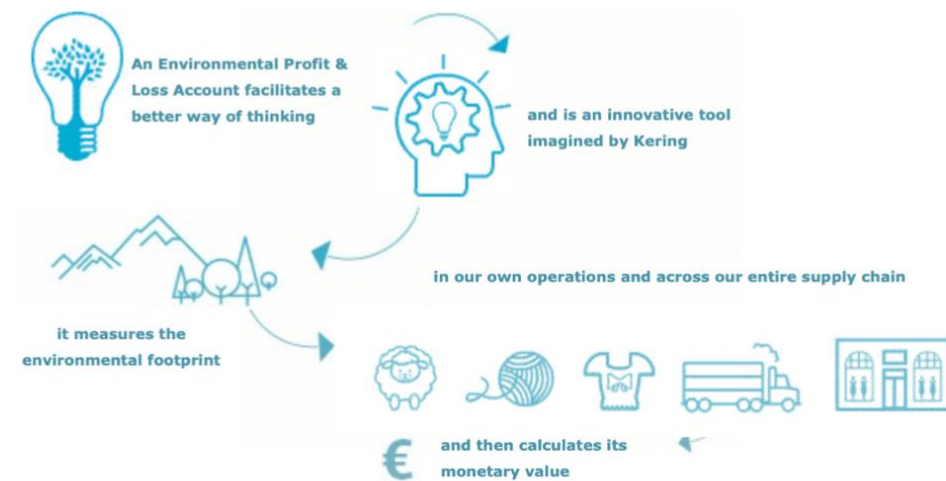 An Environmental Profit &
Loss Account facilitates a
better way of thinking
and is an innovative tool
imagined by Kering
it measures the
environmental footprint
in our own operations and across our entire supply chain
€
and then calculates its
monetary value